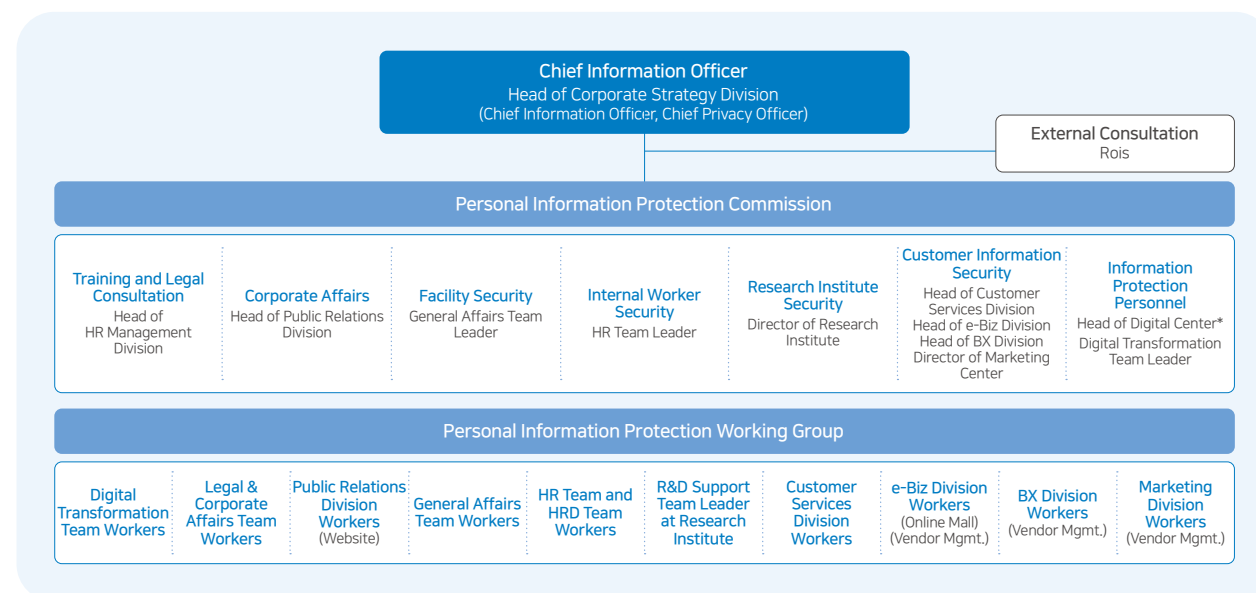 Chief Information Officer
Head of Corporate Strategy Division
(Chief Information Officer, Chief Privacy Officer)
External Consultation
Rois
Personal Information Protection Commission
Training and Legal
Consultation
Head of
HR Management
Division
Corporate Affairs
Head of Public Relations
Division
Facility Security
General Affairs Team
Leader
Internal Worker
Security
HR Team Leader
Research Institute
Security
Director of Research
Institute
Customer Information
Security
Head of Customer
Services Division
Head of e-Biz Division
Head of BX Division
Director of Marketing
Center
Information
Protection
Personnel
Head of Digital Center*
Digital Transformation
Team Leader
Personal Information Protection Working Group
Digital
Transformation
Team Workers
Legal &
Corporate
Affairs Team
Workers
Public Relations
Division
Workers
(Website)
General Affairs
Team Workers
HR Team and
HRD Team
Workers
R&D Support
Team Leader
at Research
Institute
Customer
Services
Division
Workers
e-Biz Division
Workers
(Online Mall)
(Vendor Mgmt.)
BX Division
Workers
(Vendor Mgmt.)
Marketing
Division
Workers
(Vendor Mgmt.)